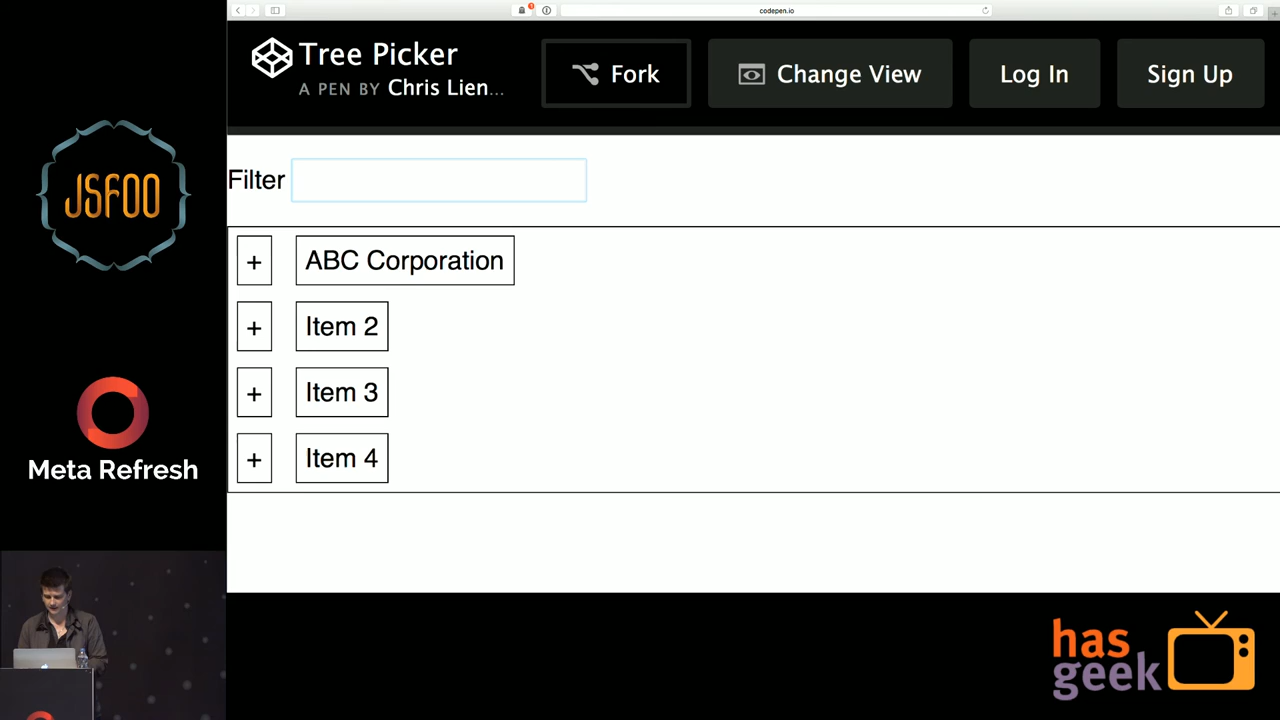 codepen.io
Tree Picker
A PEN BY Chris Lien...
Fork
Change View
Log In
Sign Up
JSFOO
Filter
+ ABC Corporation
+ Item 2
+ Item 3
+ Item 4
Meta Refresh
has
geek